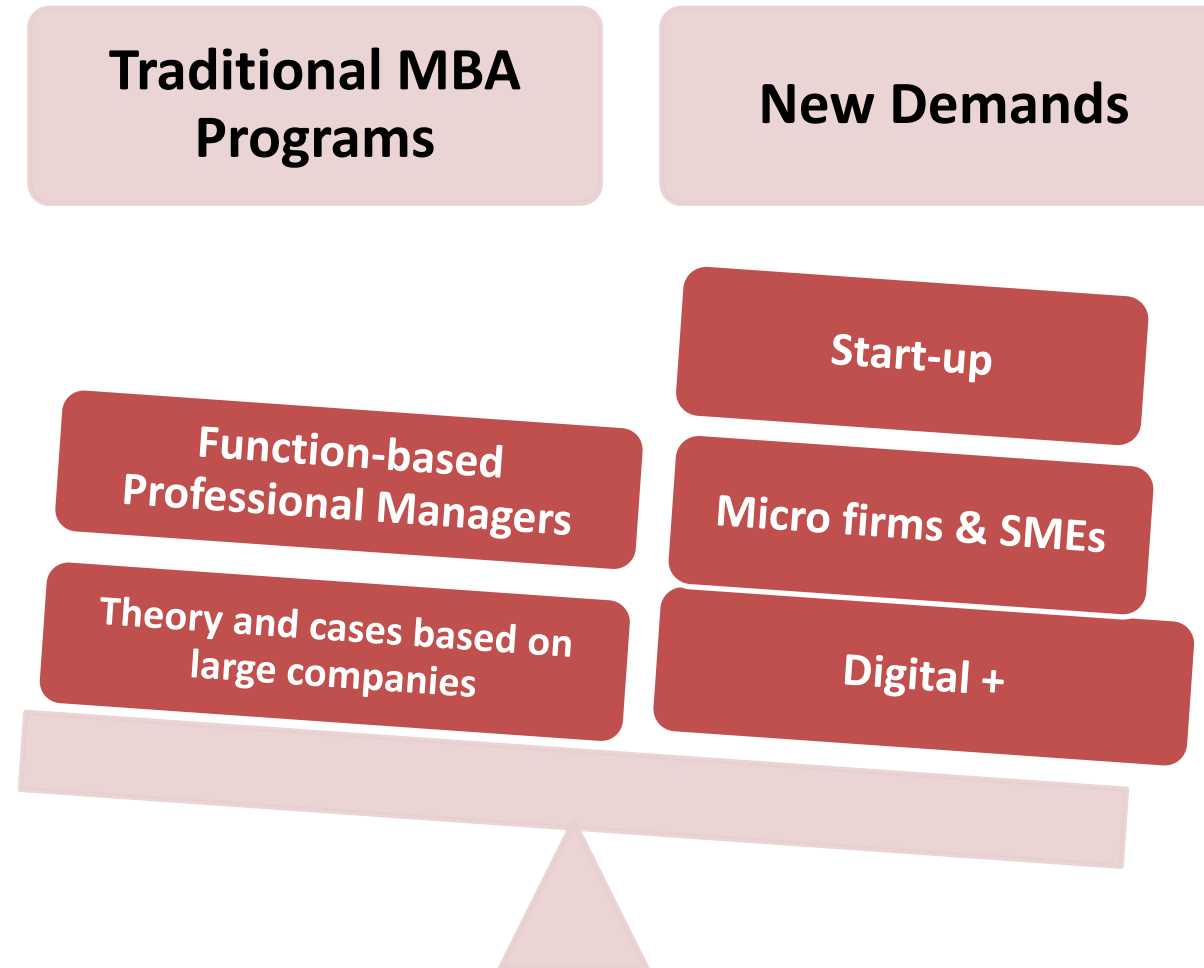 Traditional MBA
Programs
New Demands
Function-based
Professional Managers
Theory and cases based on
large companies
Start-up
Micro firms & SMEs
Digital +